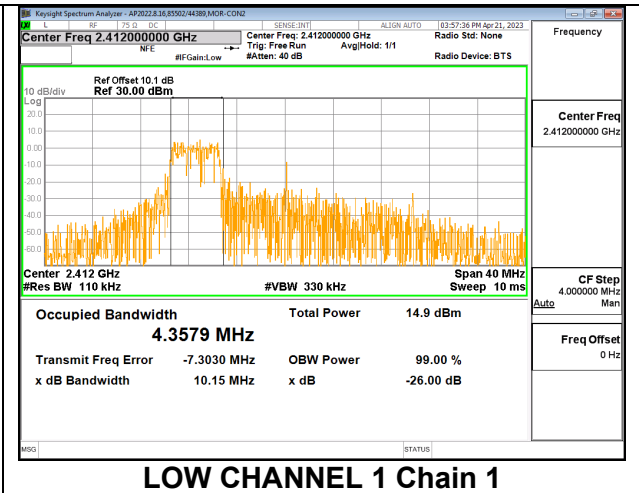 Keysight Spectrum Analyzer - AP2022.8.16,85502/44389,MOR-CON2
L RF 75 Ω DC SENSE:INT ALIGN AUTO 03:57:36 PM Apr 21, 2023
Center Freq 2.412000000 GHz Center Freq: 2.412000000 GHz Radio Std: None Frequency
NFE Trig: Free Run Avg|Hold: 1/1
#IFGain:Low #Atten: 40 dB Radio Device: BTS
Ref Offset 10.1 dB
10 dB/div Ref 30.00 dBm
Log
20.0
10.0
0.00
-10.0
-20.0
-30.0
-40.0
-50.0
-60.0
Center Freq
2.412000000 GHz
Center 2.412 GHz Span 40 MHz
#Res BW 110 kHz #VBW 330 kHz Sweep 10 ms
CF Step
4.000000 MHz
Auto Man
Occupied Bandwidth Total Power 14.9 dBm
4.3579 MHz
Freq Offset
0 Hz
Transmit Freq Error -7.3030 MHz OBW Power 99.00 %
x dB Bandwidth 10.15 MHz x dB -26.00 dB
MSG STATUS
LOW CHANNEL 1 Chain 1